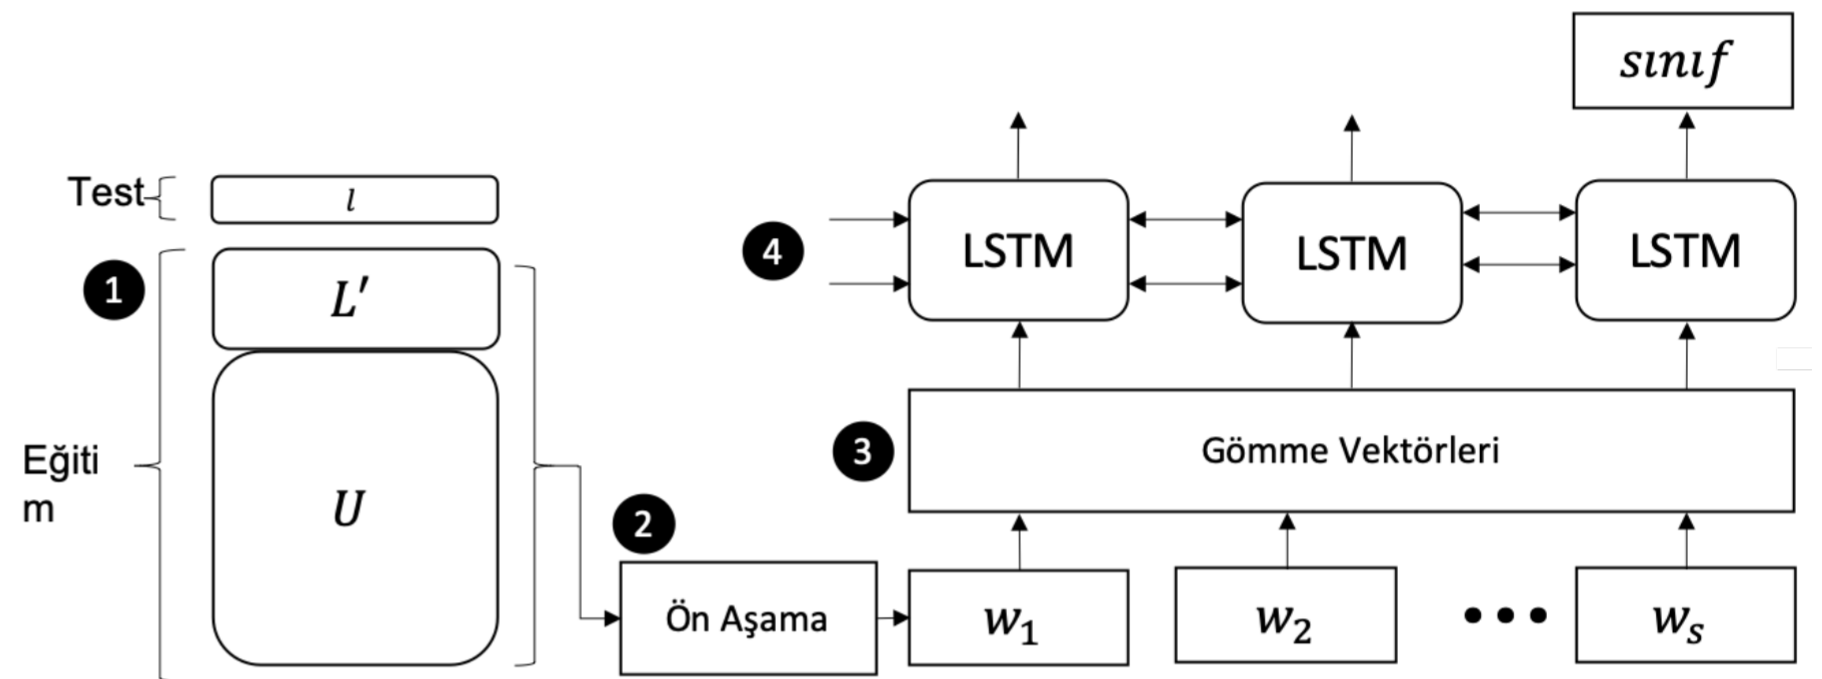 Test
l
1
L′
Eğiti
m
U
2
Ön Aşama
sınıf
4
LSTM
LSTM
LSTM
3
Gömme Vektörleri
w₁
w₂
•••
wₛ